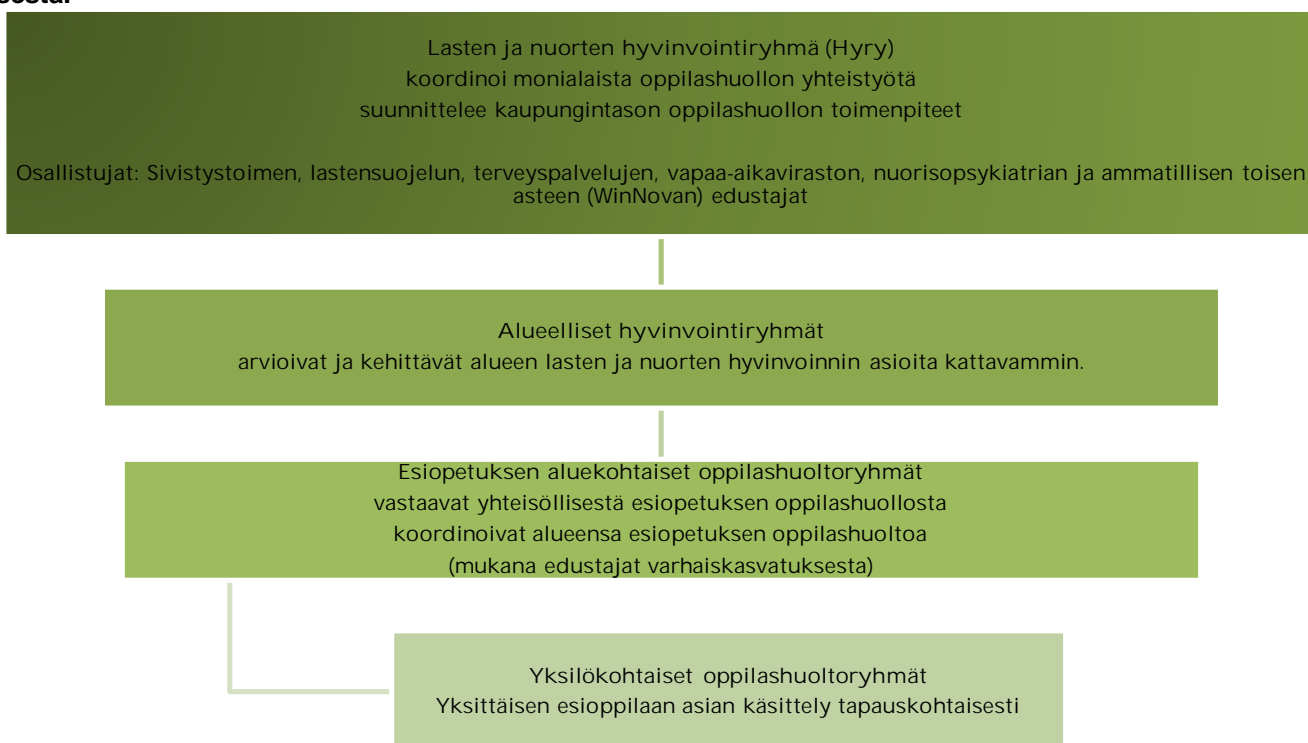 Lasten ja nuorten hyvinvointiryhmä (Hyry)
koordinoi monialaista oppilashuollon yhteistyötä
suunnittelee kaupungintason oppilashuollon toimenpiteet
Osallistujat: Sivistystoimen, lastensuojelun, terveyspalvelujen, vapaa-aikaviraston, nuorisopsykiatrian ja ammatillisen toisen
asteen (WinNovan) edustajat
Alueelliset hyvinvointiryhmät
arvioivat ja kehittävät alueen lasten ja nuorten hyvinvoinnin asioita kattavammin.
Esiopetuksen aluekohtaiset oppilashuoltoryhmät
vastaavat yhteisöllisestä esiopetuksen oppilashuollosta
koordinoivat alueensa esiopetuksen oppilashuoltoa
(mukana edustajat varhaiskasvatuksesta)
Yksilökohtaiset oppilashuoltoryhmät
Yksittäisen esioppilaan asian käsittely tapauskohtaisesti